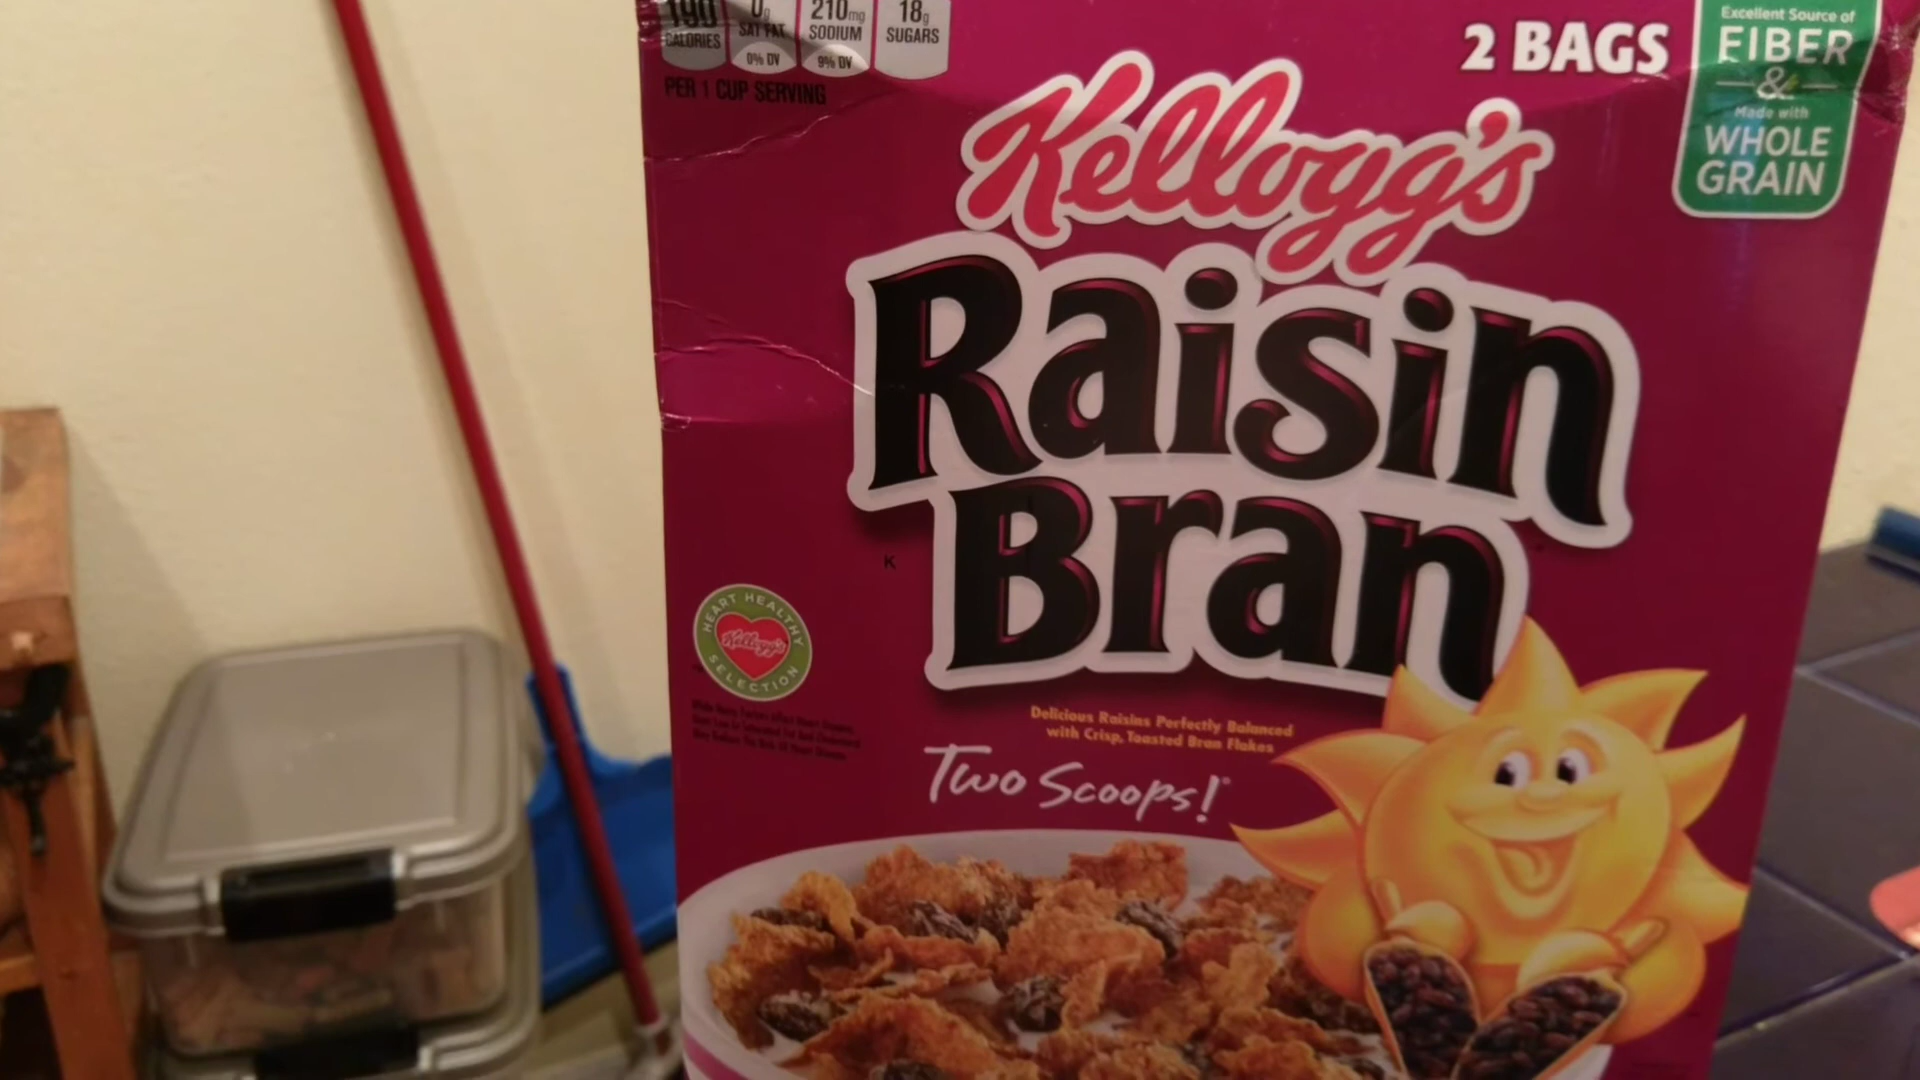 190 0g 210mg 18g
CALORIES SAT FAT SODIUM SUGARS
0% DV 9% DV
PER 1 CUP SERVING
2 BAGS
Excellent Source of
FIBER
&
Made with
WHOLE
GRAIN
Kellogg's
Raisin
Bran
K
HEART HEALTHY
Kellogg's
SELECTION
Delicious Raisins Perfectly Balanced
with Crisp, Toasted Bran Flakes
Two Scoops!